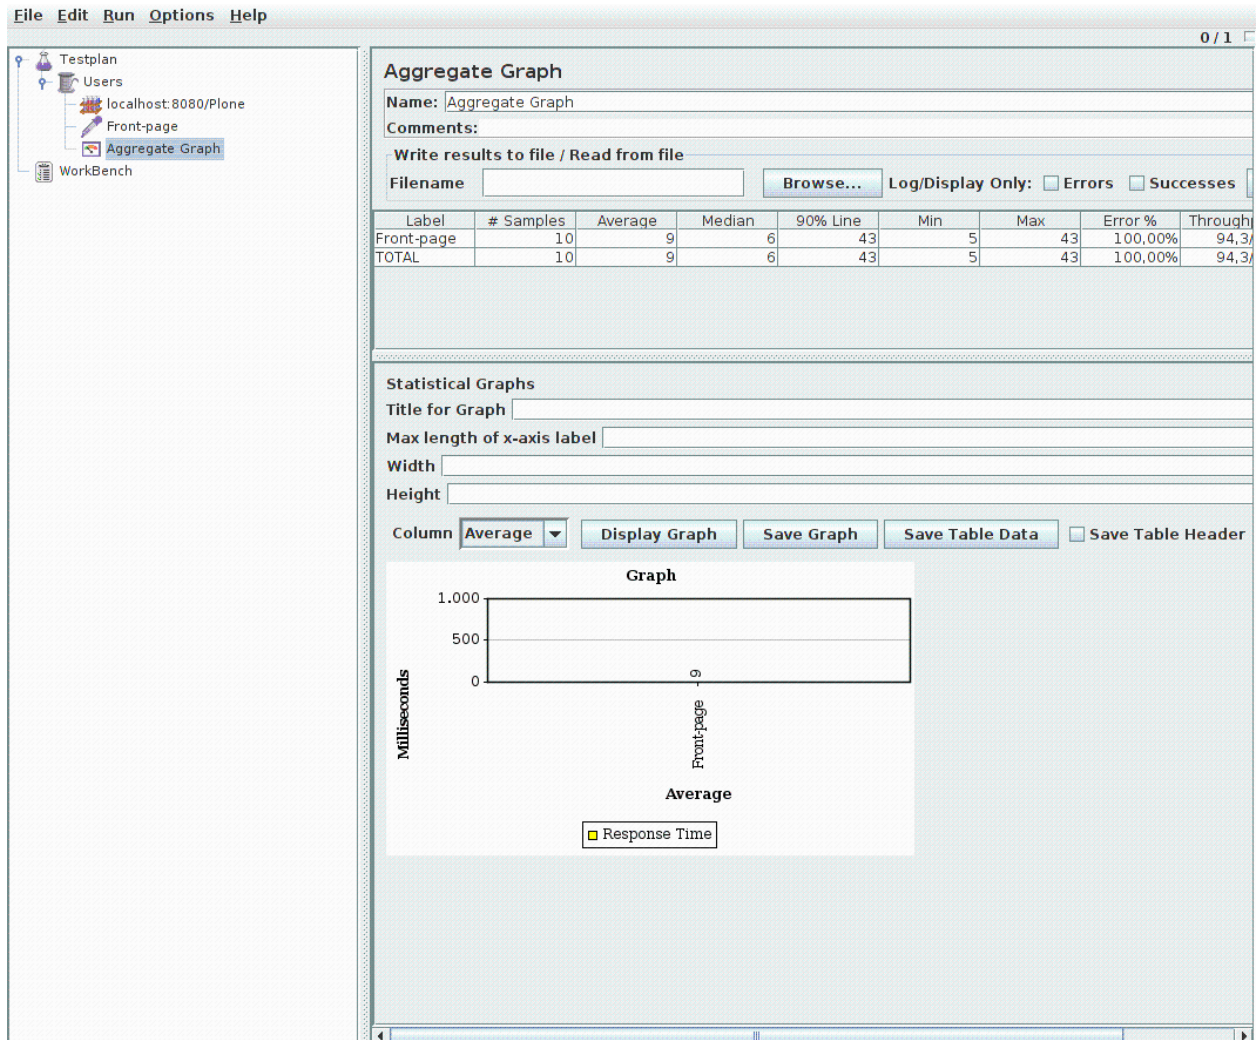 File Edit Run Options Help
0 / 1
Testplan
Users
localhost:8080/Plone
Front-page
Aggregate Graph
WorkBench
Aggregate Graph
Name: Aggregate Graph
Comments:
Write results to file / Read from file
Filename Browse... Log/Display Only: Errors Successes
Label # Samples Average Median 90% Line Min Max Error %
Front-page 10 9 6 43 5 43 100,00% 94,3/
TOTAL 10 9 6 43 5 43 100,00% 94,3/
Statistical Graphs
Title for Graph
Max length of x-axis label
Width
Height
Column Average Display Graph Save Graph Save Table Data Save Table Header
Graph
1.000
500
0
9
Milliseconds
Front-page
Average
Response Time